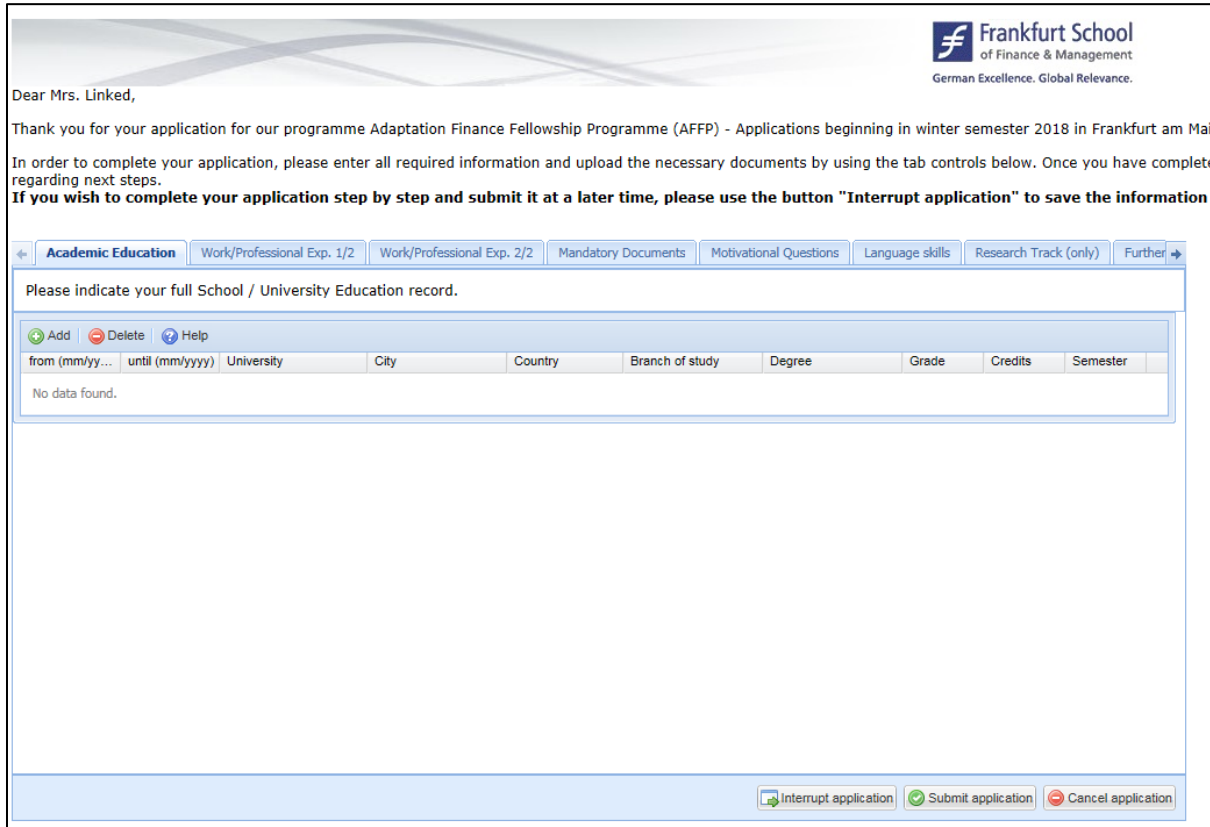 Frankfurt School
of Finance & Management
German Excellence. Global Relevance.
Dear Mrs. Linked,
Thank you for your application for our programme Adaptation Finance Fellowship Programme (AFFP) - Applications beginning in winter semester 2018 in Frankfurt am Mai
In order to complete your application, please enter all required information and upload the necessary documents by using the tab controls below. Once you have complete
regarding next steps.
If you wish to complete your application step by step and submit it at a later time, please use the button "Interrupt application" to save the information
Academic Education Work/Professional Exp. 1/2 Work/Professional Exp. 2/2 Mandatory Documents Motivational Questions Language skills Research Track (only) Further
Please indicate your full School / University Education record.
Add Delete Help
from (mm/yy... until (mm/yyyy) University City Country Branch of study Degree Grade Credits Semester
No data found.
Interrupt application Submit application Cancel application